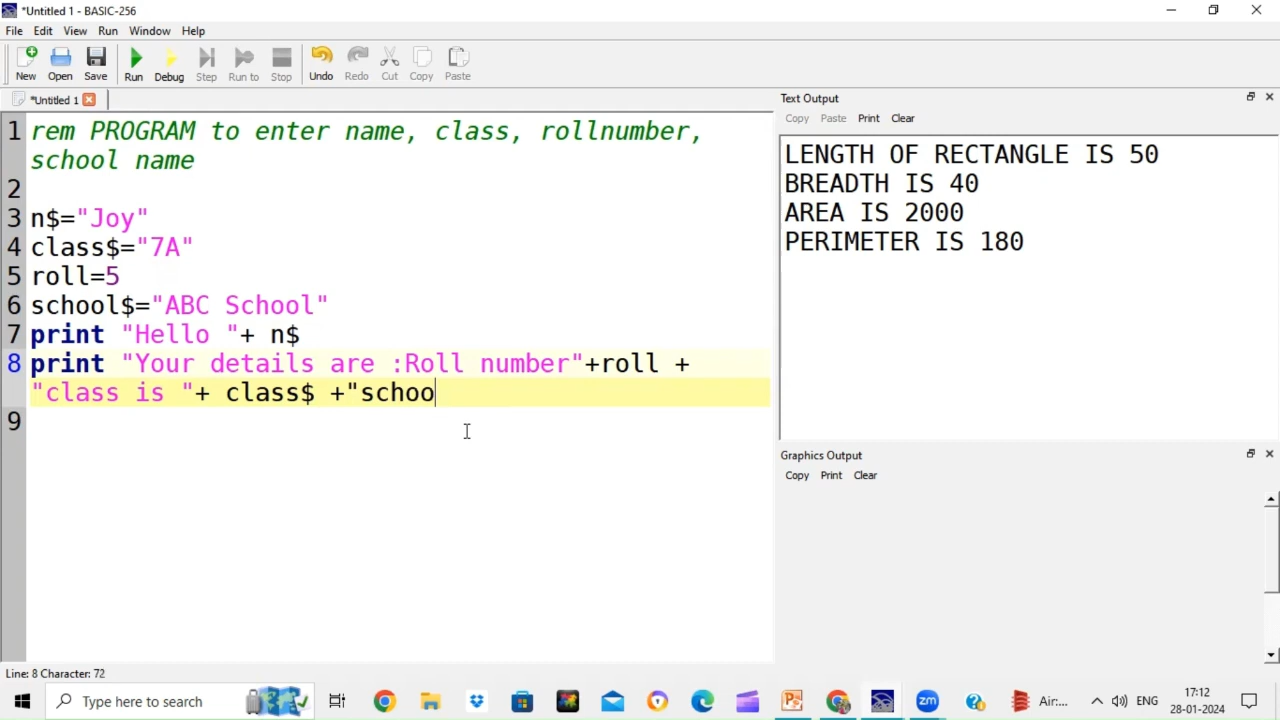 *Untitled 1 - BASIC-256
File Edit View Run Window Help
New Open Save Run Debug Step Run to Stop Undo Redo Cut Copy Paste
*Untitled 1
1 rem PROGRAM to enter name, class, rollnumber,
school name
2
3 n$="Joy"
4 class$="7A"
5 roll=5
6 school$="ABC School"
7 print "Hello "+ n$
8 print "Your details are :Roll number"+roll +
"class is "+ class$ +"schoo
9
Text Output
Copy Paste Print Clear
LENGTH OF RECTANGLE IS 50
BREADTH IS 40
AREA IS 2000
PERIMETER IS 180
Graphics Output
Copy Print Clear
Line: 8 Character: 72
Type here to search
zm
Air....
ENG
17:12
28-01-2024